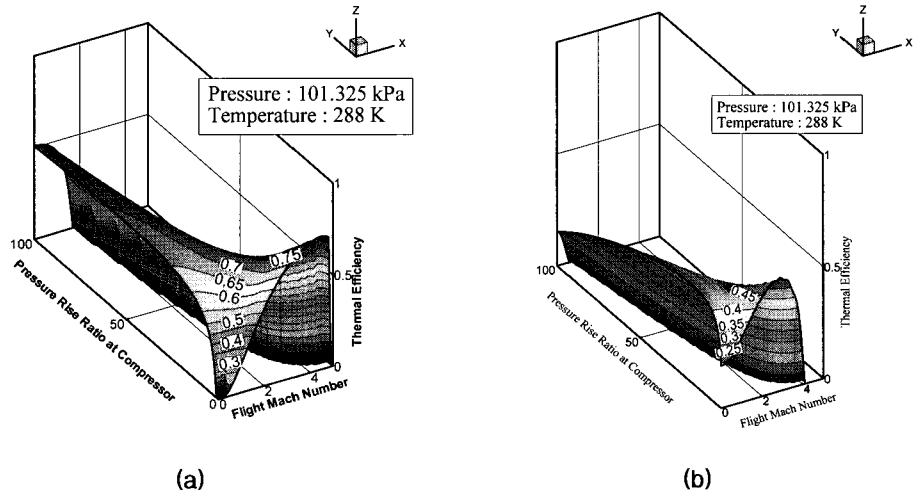 Z
Y
X
Pressure : 101.325 kPa
Temperature : 288 K
1
0.5
0
Thermal Efficiency
100
50
0
Pressure Rise Ratio at Compressor
0
2
4
Flight Mach Number
0.75
0.7
0.65
0.6
0.5
0.4
0.3
(a)
Z
Y
X
Pressure : 101.325 kPa
Temperature : 288 K
1
0.5
0
Thermal Efficiency
100
50
Pressure Rise Ratio at Compressor
0
2
4
Flight Mach Number
0.45
0.4
0.35
0.3
0.25
(b)